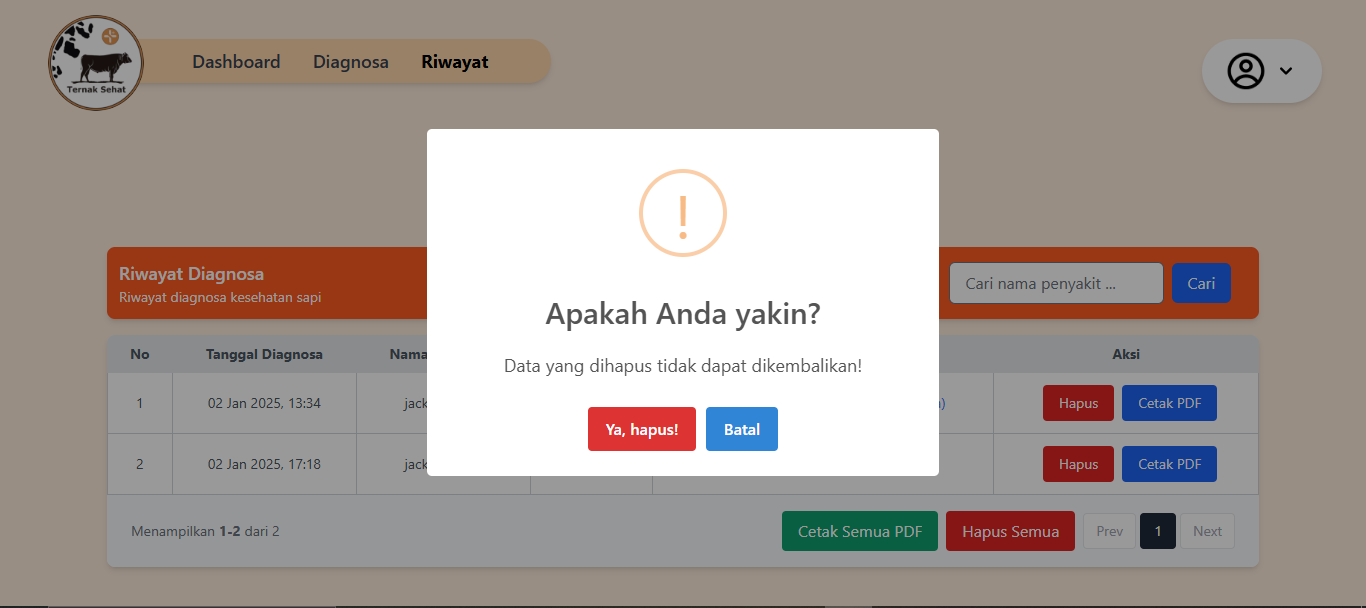 Ternak Sehat
Dashboard Diagnosa Riwayat
Apakah Anda yakin?
Data yang dihapus tidak dapat dikembalikan!
Ya, hapus! Batal
Riwayat Diagnosa
Riwayat diagnosa kesehatan sapi
Cari nama penyakit ... Cari
No Tanggal Diagnosa Nama Aksi
1 02 Jan 2025, 13:34 jack ) Hapus Cetak PDF
2 02 Jan 2025, 17:18 jack Hapus Cetak PDF
Menampilkan 1-2 dari 2 Cetak Semua PDF Hapus Semua Prev 1 Next